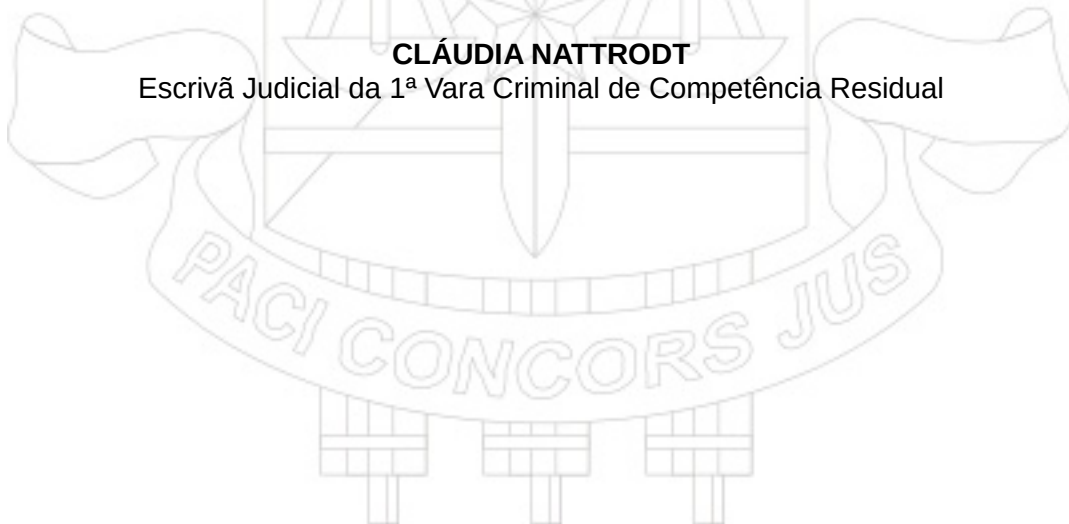 CLÁUDIA NATTRODT
Escrivã Judicial da 1ª Vara Criminal de Competência Residual
PACI CONCORS JUS